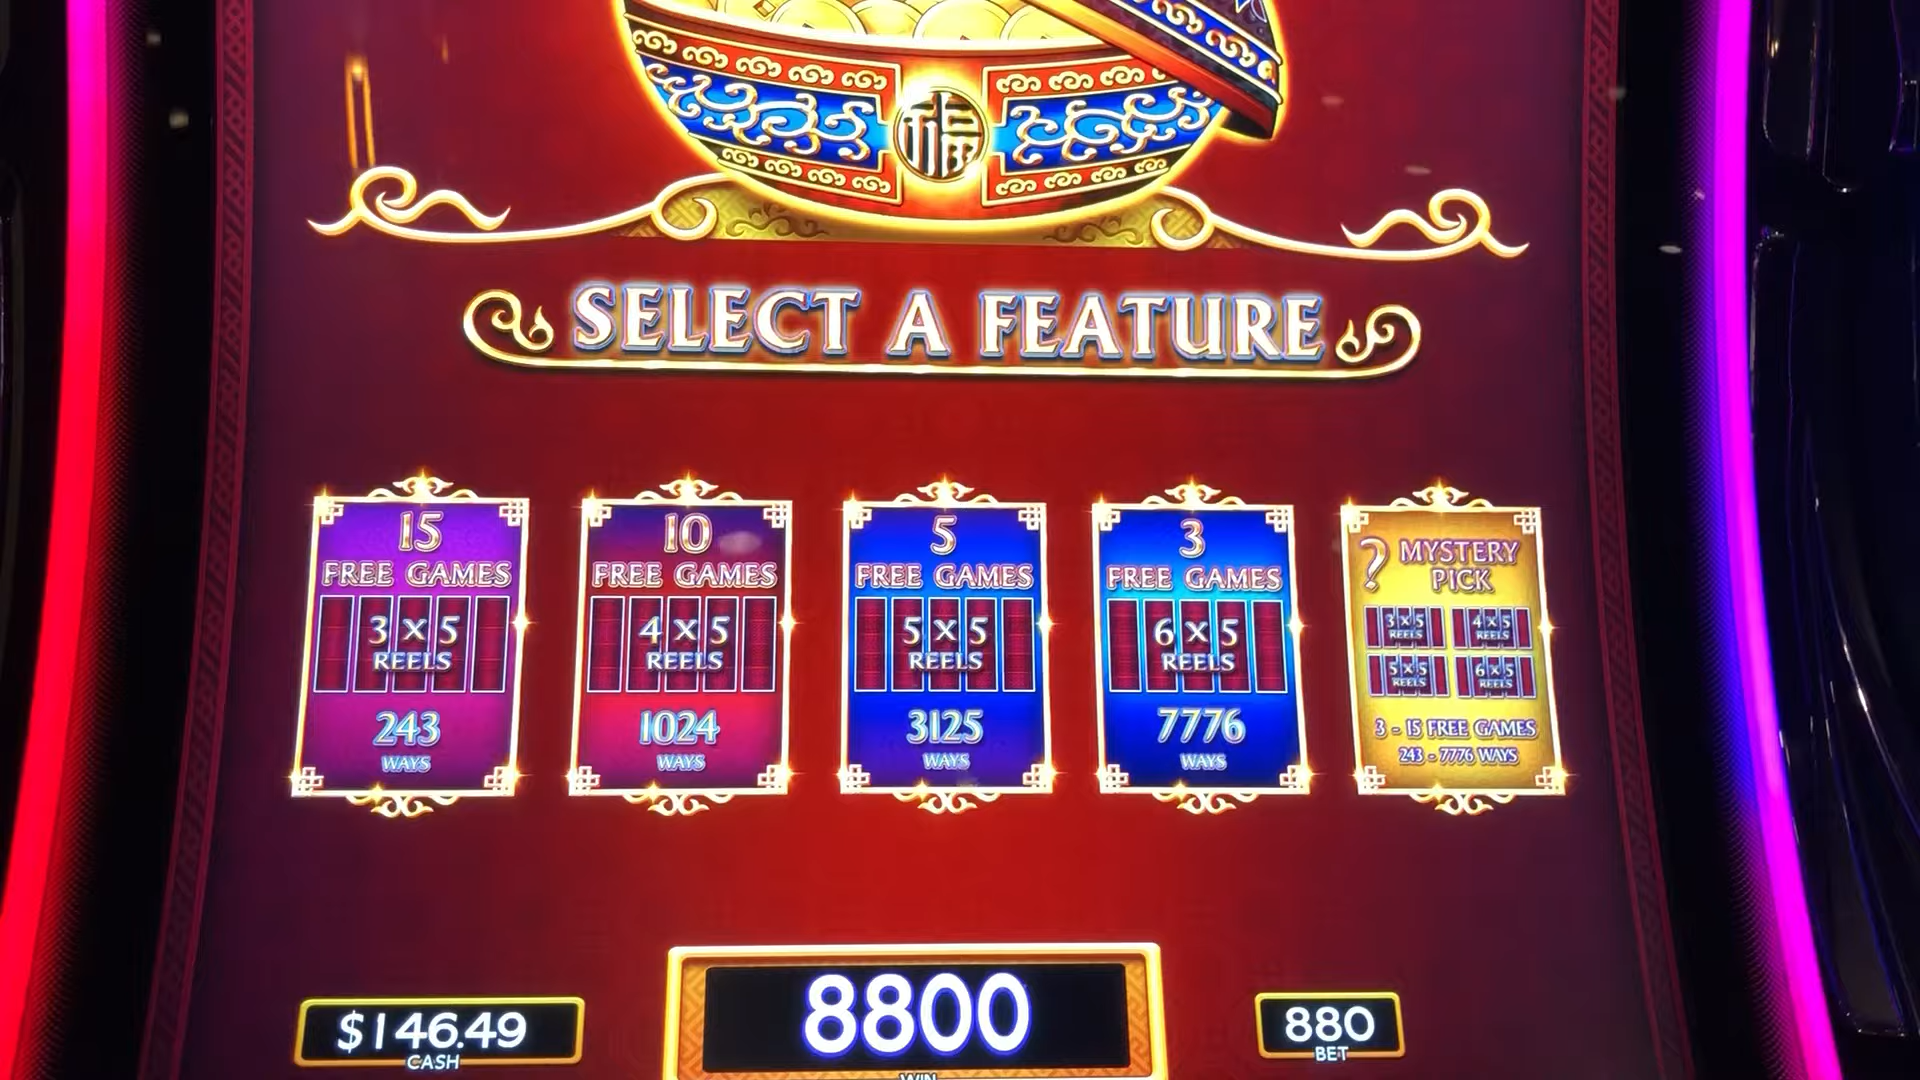 福
SELECT A FEATURE
15
FREE GAMES
3 x 5
REELS
243
WAYS
10
FREE GAMES
4 x 5
REELS
1024
WAYS
5
FREE GAMES
5 x 5
REELS
3125
WAYS
3
FREE GAMES
6 x 5
REELS
7776
WAYS
? MYSTERY
PICK
3 x 5
REELS
4 x 5
REELS
5 x 5
REELS
6 x 5
REELS
3 - 15 FREE GAMES
243 - 7776 WAYS
$146.49
CASH
8800
WIN
880
BET